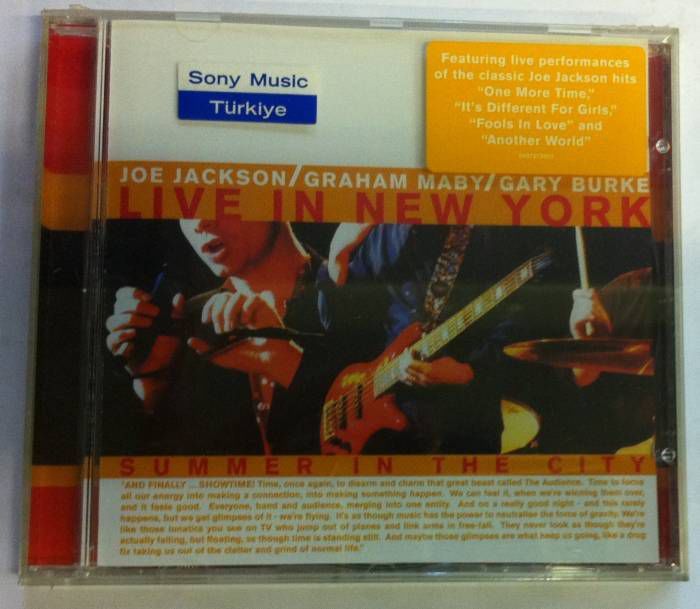 Sony Music
Türkiye
Featuring live performances
of the classic Joe Jackson hits
"One More Time,"
"It's Different For Girls,"
"Fools In Love" and
"Another World"
JOE JACKSON/GRAHAM MABY/GARY BURKE
LIVE IN NEW YORK
SUMMER IN THE CITY
"AND FINALLY ... SHOWTIME! Time, once again, to disarm and charm that great beast called The Audience. Time to focus
all our energy into making a connection, into making something happen. We can feel it, when we're winning them over,
and it feels good. Everyone, band and audience, merging into one entity. And on a really good night - and this rarely
happens, but we get glimpses of it - we're flying. It's as though music has the power to neutralise the force of gravity. We're
like those lunatics you see on TV who jump out of planes and link arms in free-fall. They never look as though they're
actually falling, but floating, as though time is standing still. And maybe those glimpses are what keep us going, like a drug
fix taking us out of the clatter and grind of normal life."